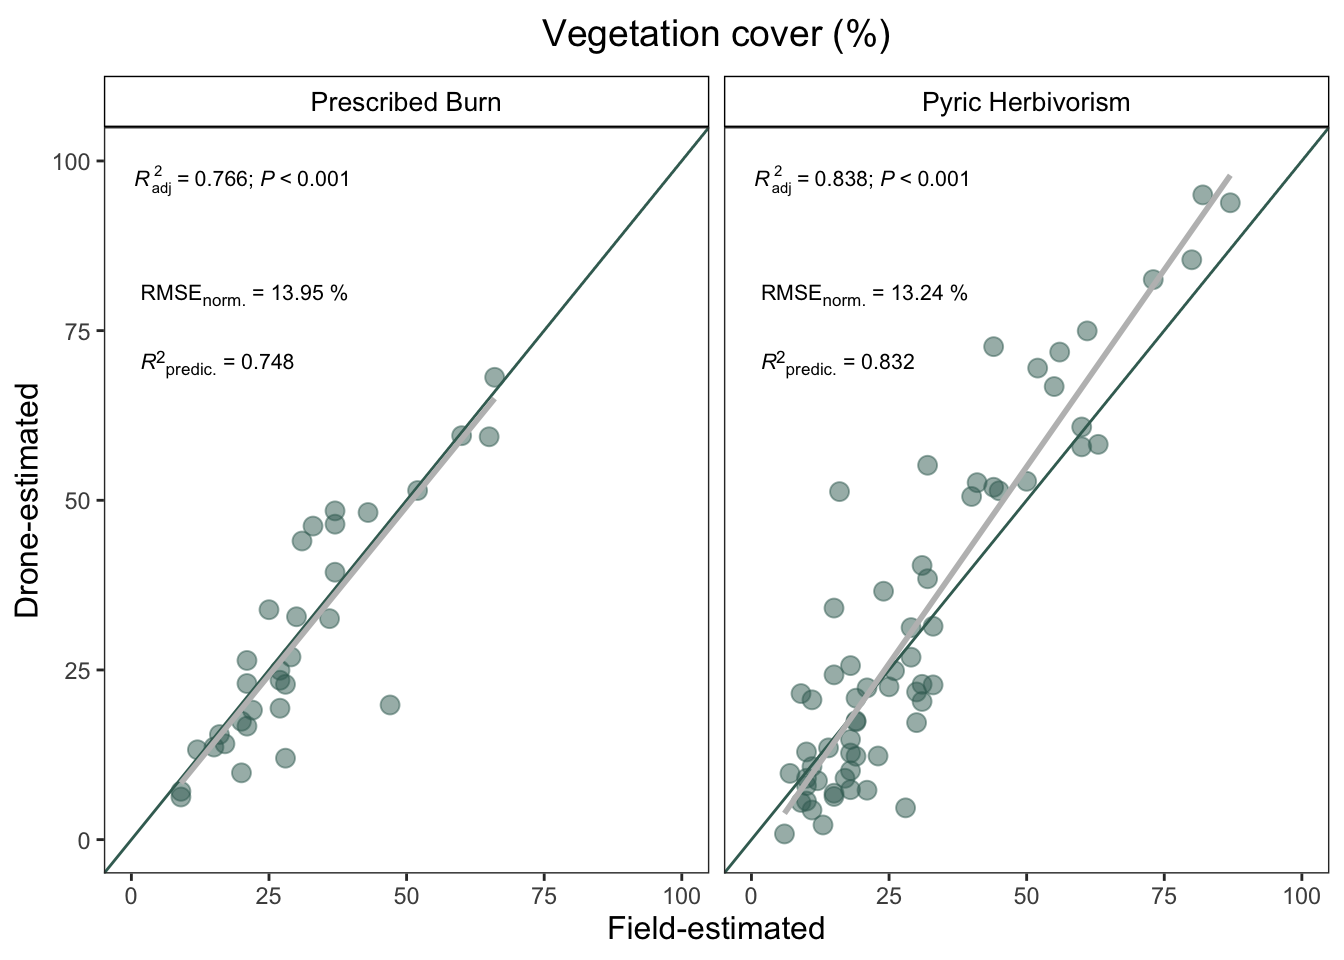 Vegetation cover (%)
Prescribed Burn
R²adj = 0.766; P < 0.001
RMSEnorm. = 13.95 %
R²predic. = 0.748
Pyric Herbivorism
R²adj = 0.838; P < 0.001
RMSEnorm. = 13.24 %
R²predic. = 0.832
Drone-estimated
100
75
50
25
0
0 25 50 75 100
0 25 50 75 100
Field-estimated